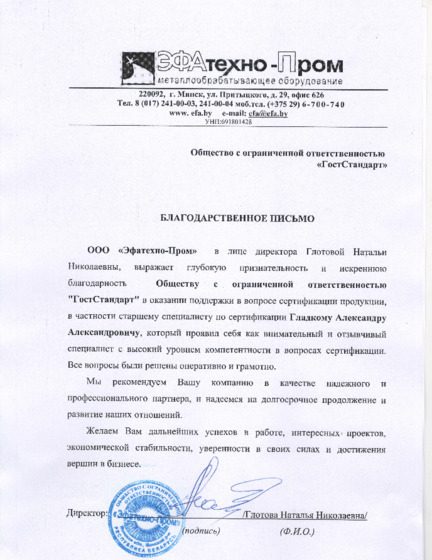 ЭФАтехно-Пром
металлообрабатывающее оборудование
220092, г. Минск, ул. Притыцкого, д. 29, офис 626
Тел. 8 (017) 241-00-03, 241-00-04 моб.тел. (+375 29) 6-700-740
www. efa.by e-mail: efa@efa.by
УНП:691801428
Общество с ограниченной ответственностью
«ГостСтандарт»
БЛАГОДАРСТВЕННОЕ ПИСЬМО
ООО «Эфатехно-Пром» в лице директора Глотовой Натальи
Николаевны, выражает глубокую признательность и искреннюю
благодарность Обществу с ограниченной ответственностью
"ГостСтандарт" в оказании поддержки в вопросе сертификации продукции,
в частности старшему специалисту по сертификации Гладкому Александру
Александровичу, который проявил себя как внимательный и отзывчивый
специалист с высокий уровнем компетентности в вопросах сертификации.
Все вопросы были решены оперативно и грамотно.
Мы рекомендуем Вашу компанию в качестве надежного и
профессионального партнера, и надеемся на долгосрочное продолжение и
развитие наших отношений.
Желаем Вам дальнейших успехов в работе, интересных проектов,
экономической стабильности, уверенности в своих силах и достижения
вершин в бизнесе.
Директор: /Глотова Наталья Николаевна/
«Эфатехно-Пром»
(подпись) (Ф.И.О.)